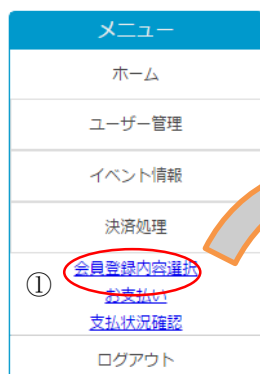 メニュー
ホーム
ユーザー管理
イベント情報
決済処理
① 会員登録内容選択
お支払い
支払状況確認
ログアウト